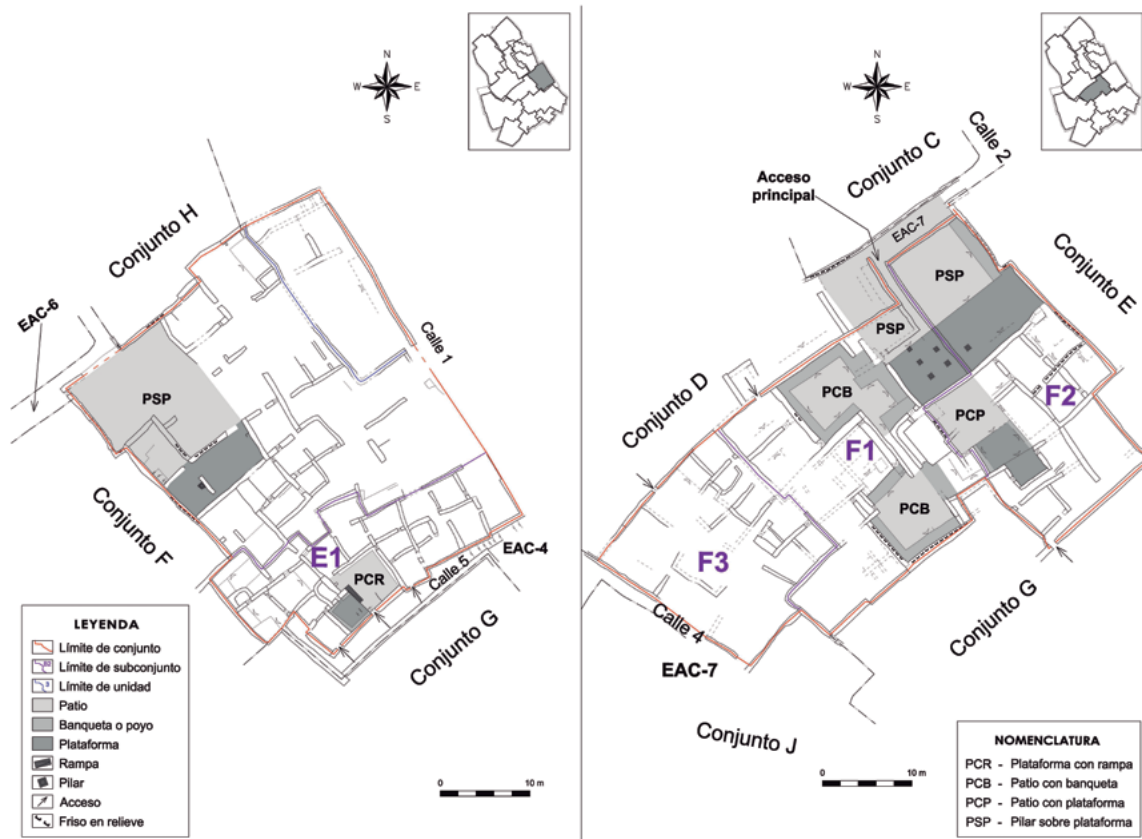 N
W E
S
Conjunto H
EAC-6
PSP
Calle 1
Conjunto F
E1
PCR
Calle 5
EAC-4
Conjunto G
LEYENDA
Límite de conjunto
B2
Límite de subconjunto
3
Límite de unidad
Patio
Banqueta o poyo
Plataforma
Rampa
Pilar
Acceso
Friso en relieve
0 10 m
N
W E
S
Conjunto C
Calle 2
Acceso
principal
EAC-7
PSP
Conjunto E
PSP
PCB
F2
Conjunto D
PCP
F1
PCB
F3
Conjunto G
Calle 4
EAC-7
Conjunto J
0 10 m
NOMENCLATURA
PCR - Plataforma con rampa
PCB - Patio con banqueta
PCP - Patio con plataforma
PSP - Pilar sobre plataforma